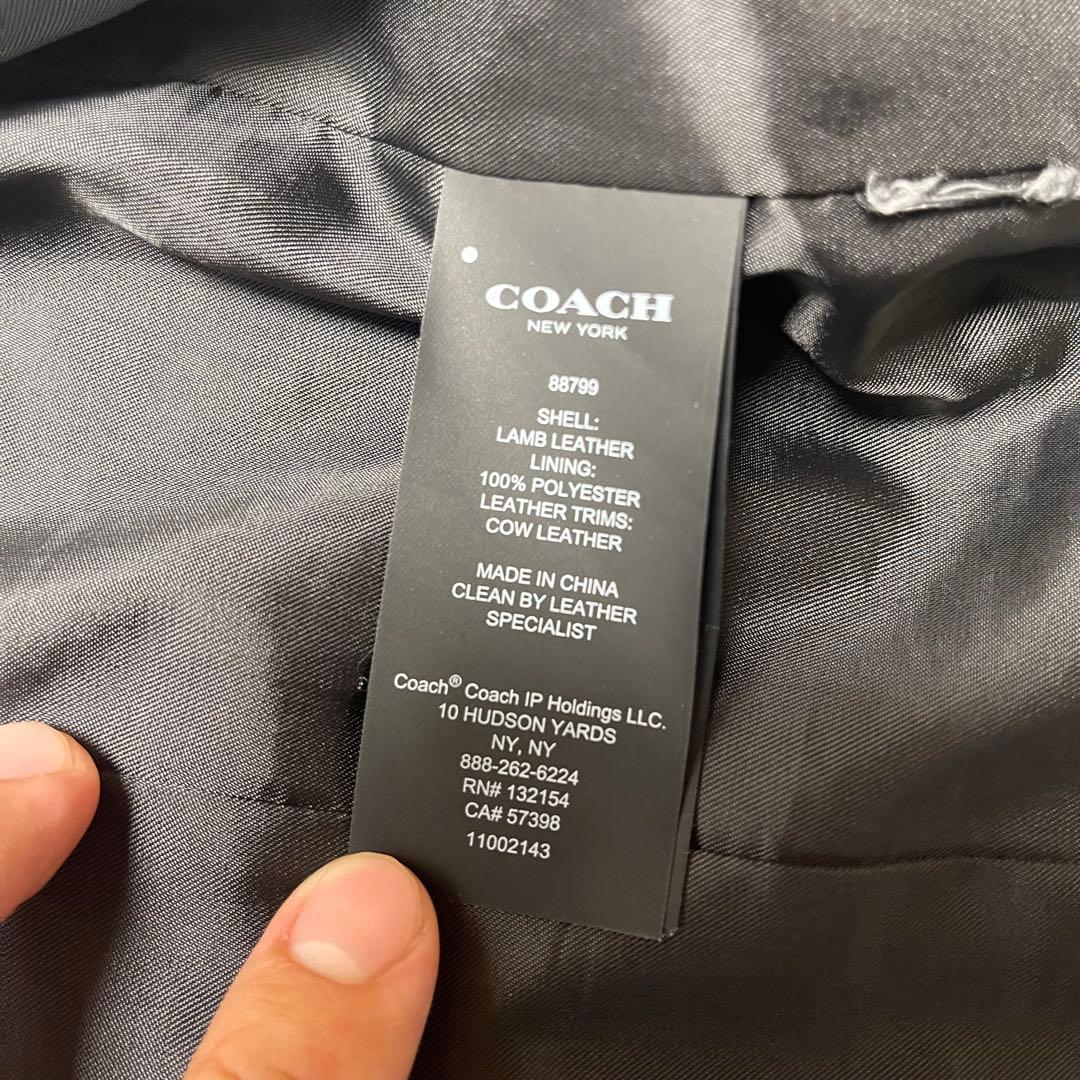 COACH
NEW YORK
88799
SHELL:
LAMB LEATHER
LINING:
100% POLYESTER
LEATHER TRIMS:
COW LEATHER
MADE IN CHINA
CLEAN BY LEATHER
SPECIALIST
Coach® Coach IP Holdings LLC.
10 HUDSON YARDS
NY, NY
888-262-6224
RN# 132154
CA# 57398
11002143